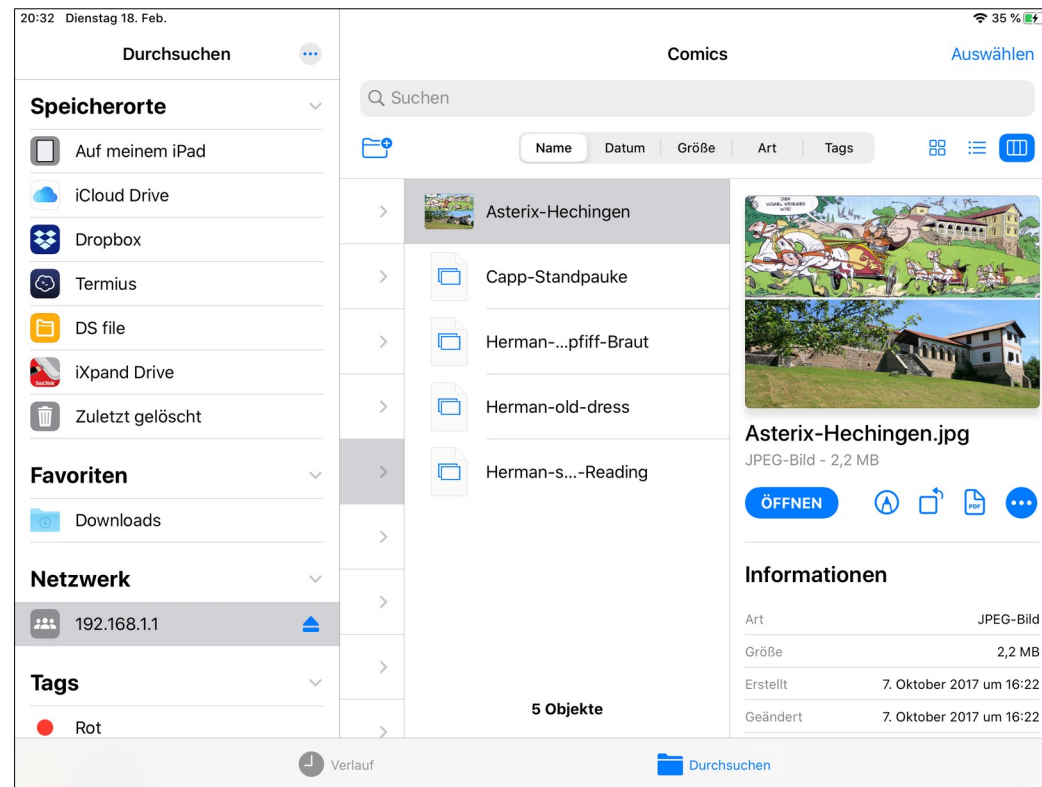 20:32 Dienstag 18. Feb.
35 %
Durchsuchen
Comics
Auswählen
Speicherorte
Suchen
Auf meinem iPad
Name Datum Größe Art Tags
iCloud Drive
Dropbox
Termius
DS file
iXpand Drive
Zuletzt gelöscht
Favoriten
Downloads
Netzwerk
192.168.1.1
Tags
Rot
Asterix-Hechingen
Capp-Standpauke
Herman-...pfiff-Braut
Herman-old-dress
Herman-s...-Reading
5 Objekte
Asterix-Hechingen.jpg
JPEG-Bild - 2,2 MB
ÖFFNEN
PDF
Informationen
Art JPEG-Bild
Größe 2,2 MB
Erstellt 7. Oktober 2017 um 16:22
Geändert 7. Oktober 2017 um 16:22
Verlauf
Durchsuchen